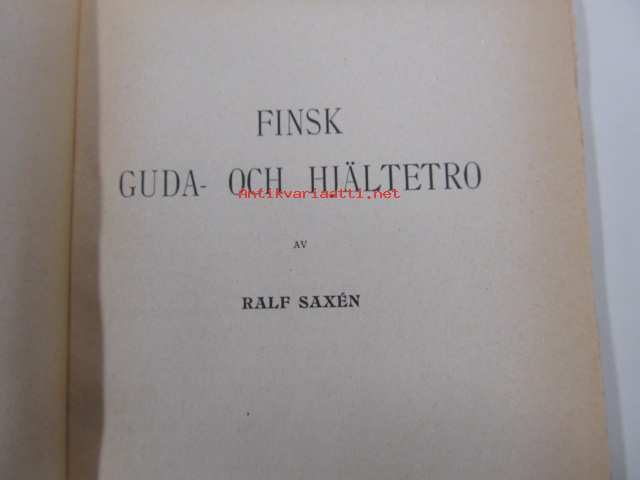 FINSK
GUDA- OCH HJÄLTETRO
Antikvariaatti.net
AV
RALF SAXÉN